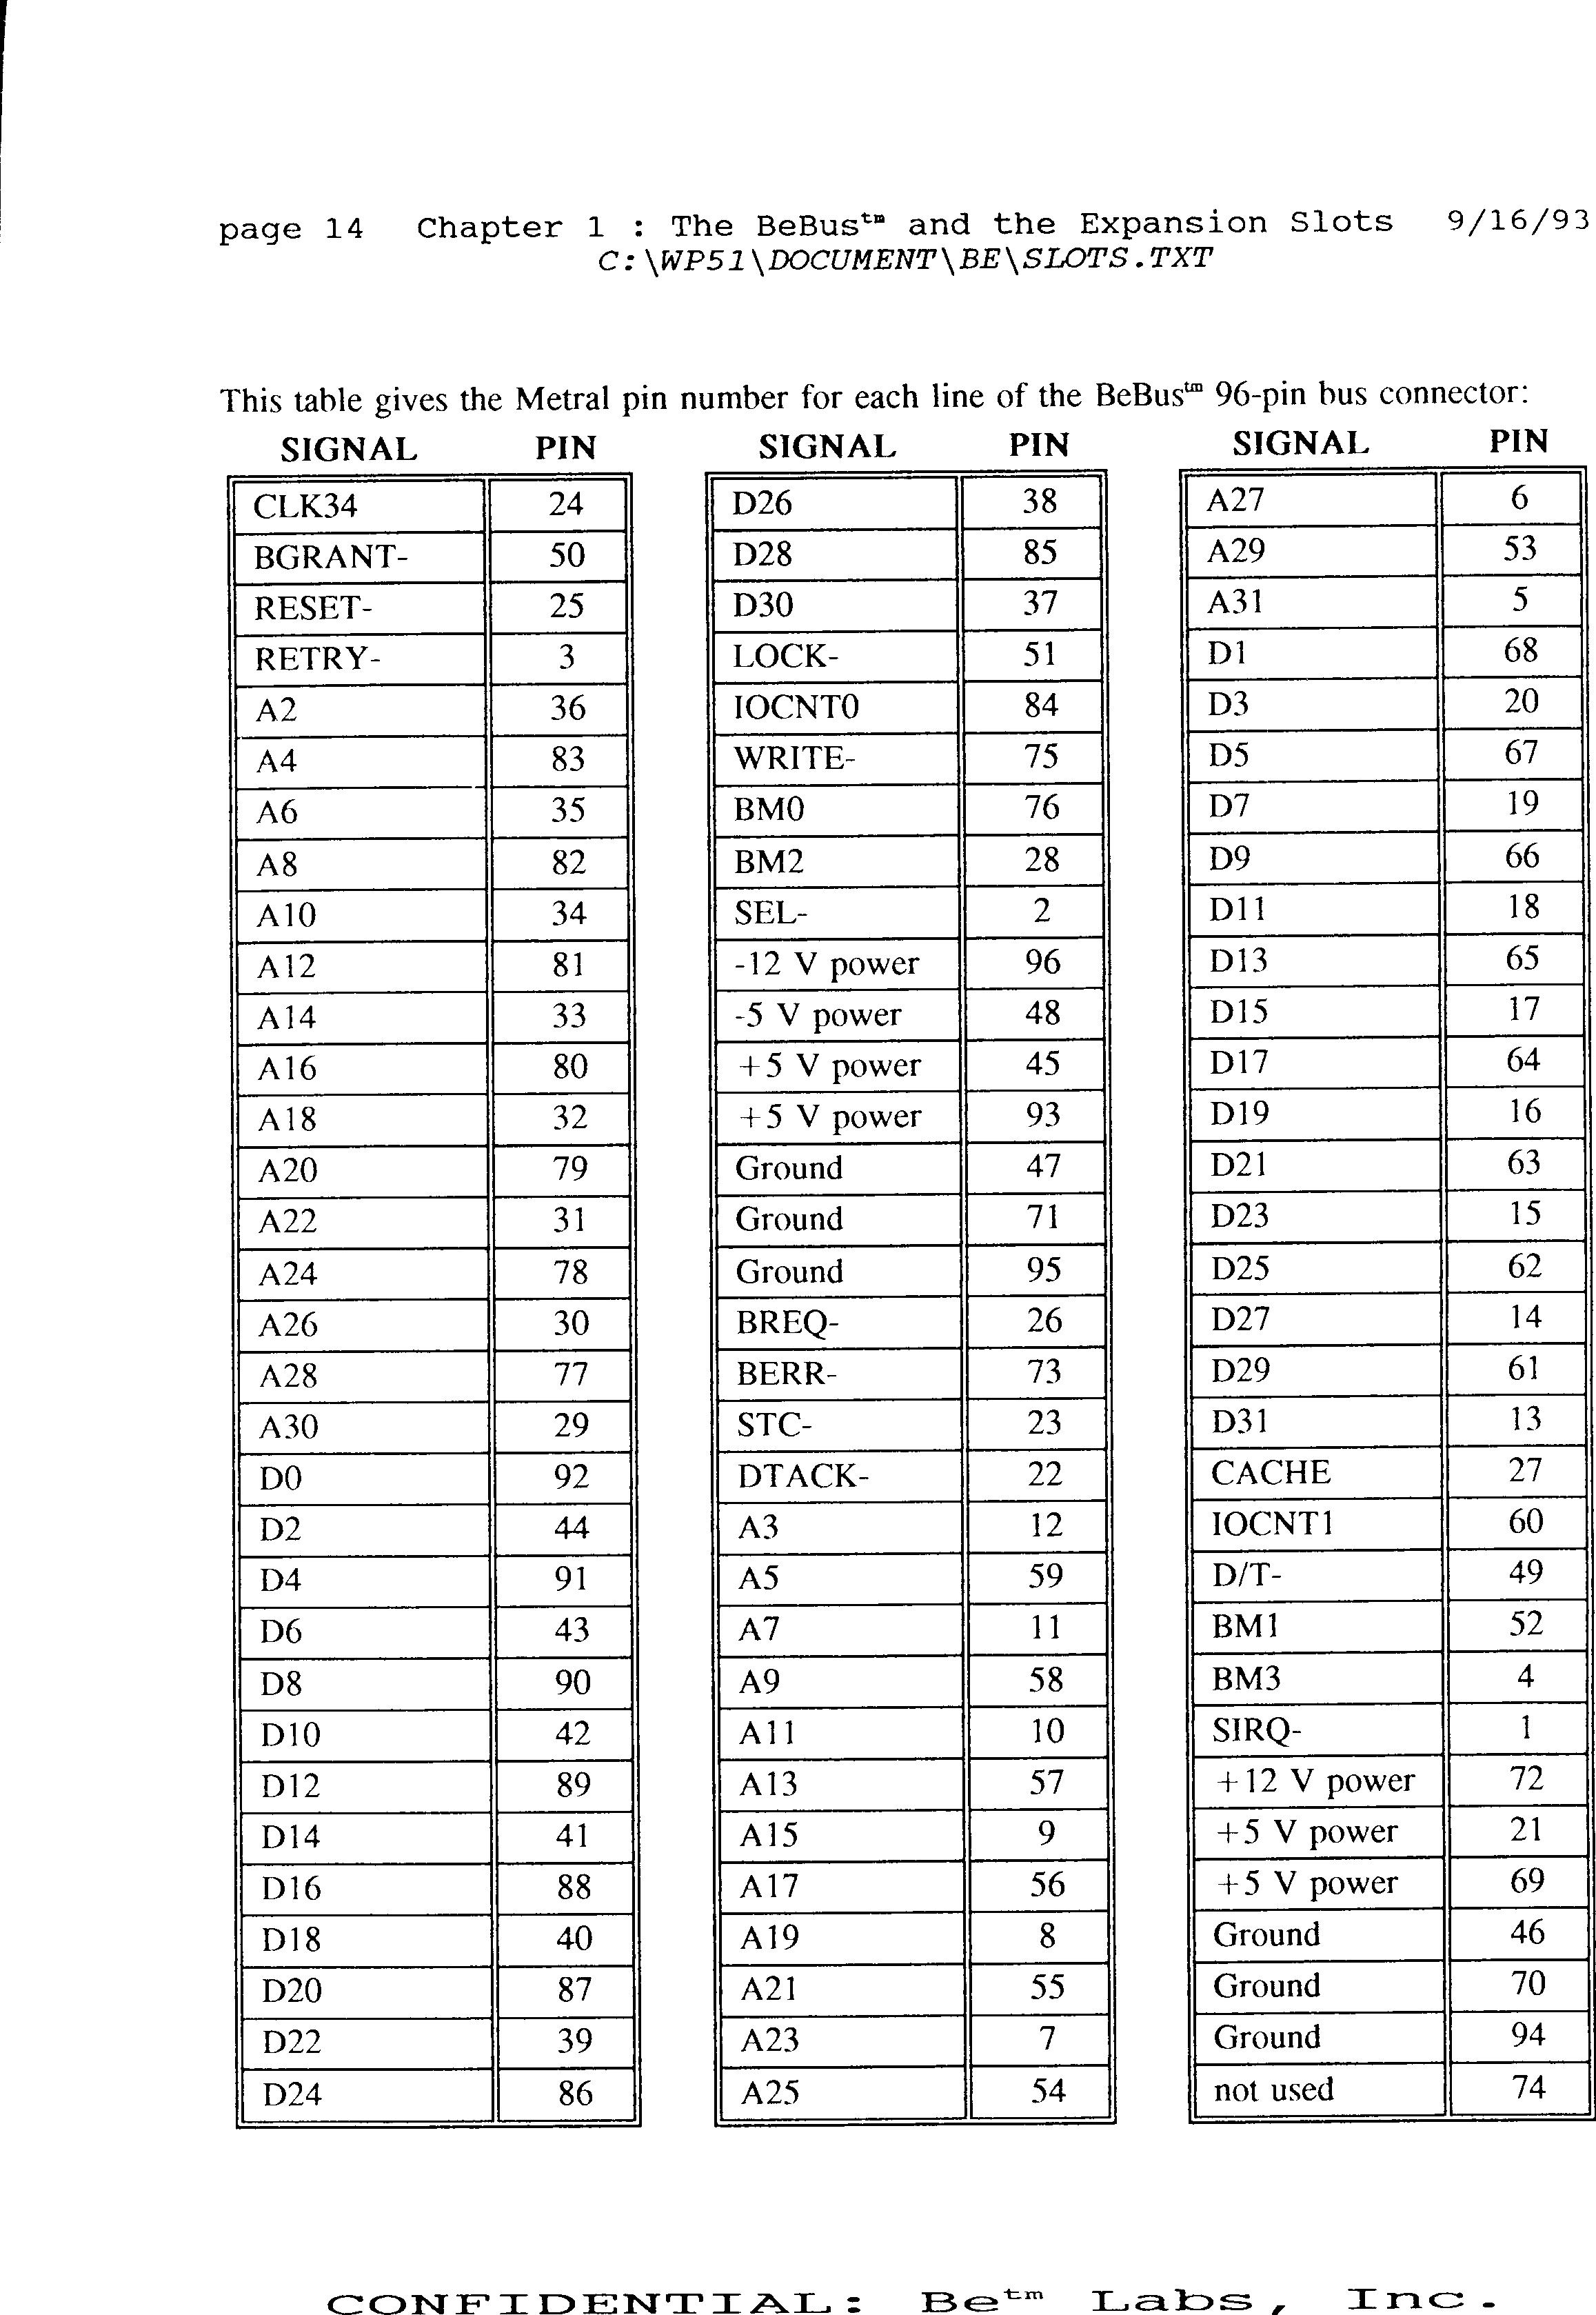 page 14 Chapter 1 : The BeBus™ and the Expansion Slots 9/16/93
C:\WP51\DOCUMENT\BE\SLOTS.TXT
This table gives the Metral pin number for each line of the BeBus™ 96-pin bus connector:
SIGNAL PIN SIGNAL PIN SIGNAL PIN
CLK34 24 D26 38 A27 6
BGRANT- 50 D28 85 A29 53
RESET- 25 D30 37 A31 5
RETRY- 3 LOCK- 51 D1 68
A2 36 IOCNT0 84 D3 20
A4 83 WRITE- 75 D5 67
A6 35 BM0 76 D7 19
A8 82 BM2 28 D9 66
A10 34 SEL- 2 D11 18
A12 81 -12 V power 96 D13 65
A14 33 -5 V power 48 D15 17
A16 80 +5 V power 45 D17 64
A18 32 +5 V power 93 D19 16
A20 79 Ground 47 D21 63
A22 31 Ground 71 D23 15
A24 78 Ground 95 D25 62
A26 30 BREQ- 26 D27 14
A28 77 BERR- 73 D29 61
A30 29 STC- 23 D31 13
D0 92 DTACK- 22 CACHE 27
D2 44 A3 12 IOCNT1 60
D4 91 A5 59 D/T- 49
D6 43 A7 11 BM1 52
D8 90 A9 58 BM3 4
D10 42 A11 10 SIRQ- 1
D12 89 A13 57 +12 V power 72
D14 41 A15 9 +5 V power 21
D16 88 A17 56 +5 V power 69
D18 40 A19 8 Ground 46
D20 87 A21 55 Ground 70
D22 39 A23 7 Ground 94
D24 86 A25 54 not used 74
CONFIDENTIAL: Be™ Labs, Inc.